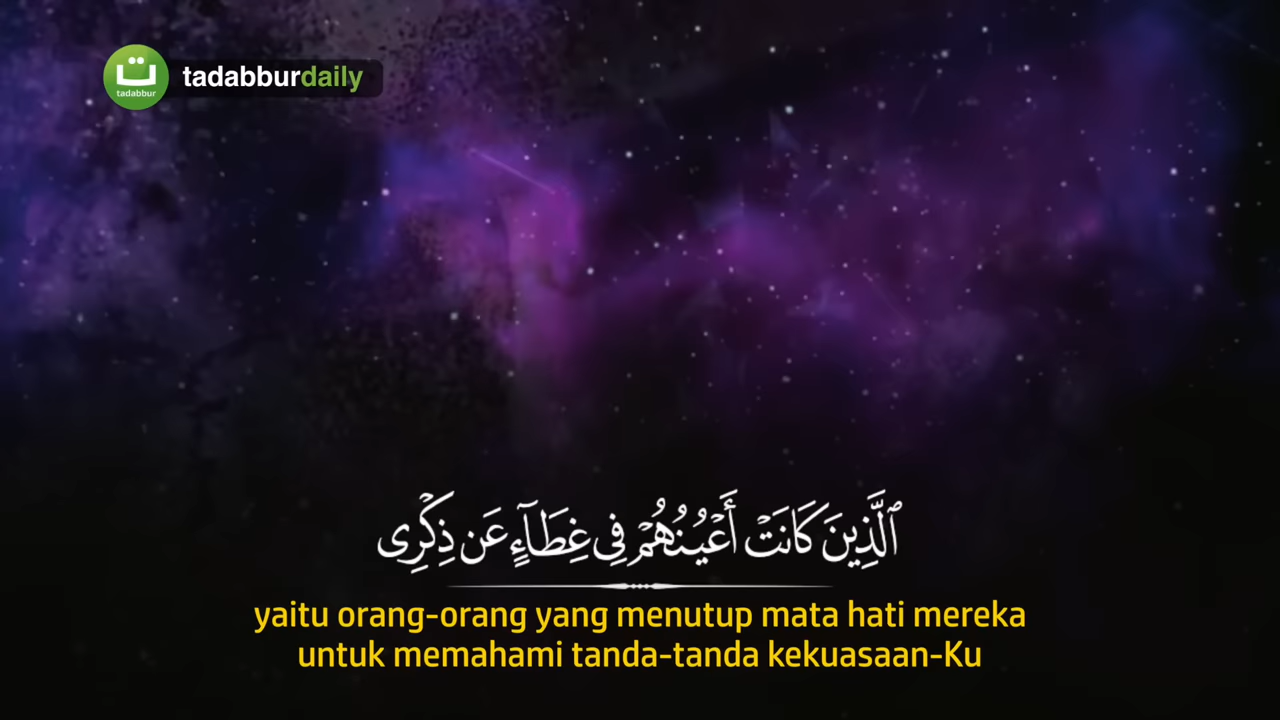 ت
tadabbur
tadabburdaily
ٱلَّذِينَ كَانَتْ أَعْيُنُهُمْ فِى غِطَآءٍ عَن ذِكْرِى
yaitu orang-orang yang menutup mata hati mereka
untuk memahami tanda-tanda kekuasaan-Ku